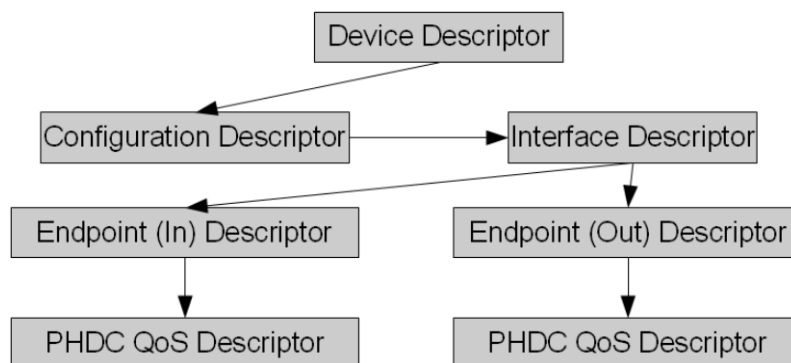 Device Descriptor
Configuration Descriptor
Interface Descriptor
Endpoint (In) Descriptor
Endpoint (Out) Descriptor
PHDC QoS Descriptor
PHDC QoS Descriptor